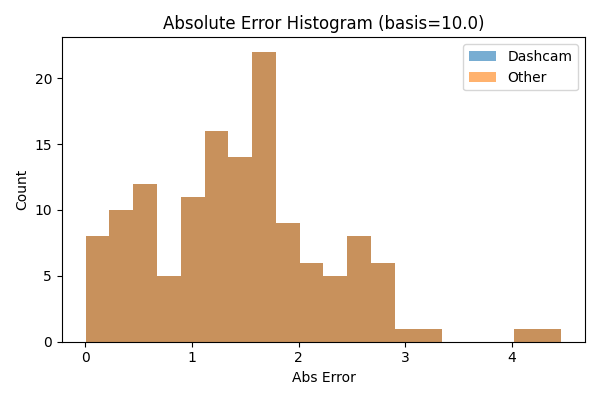 Absolute Error Histogram (basis=10.0)
Dashcam
Other
20
15
10
5
0
Count
0 1 2 3 4
Abs Error